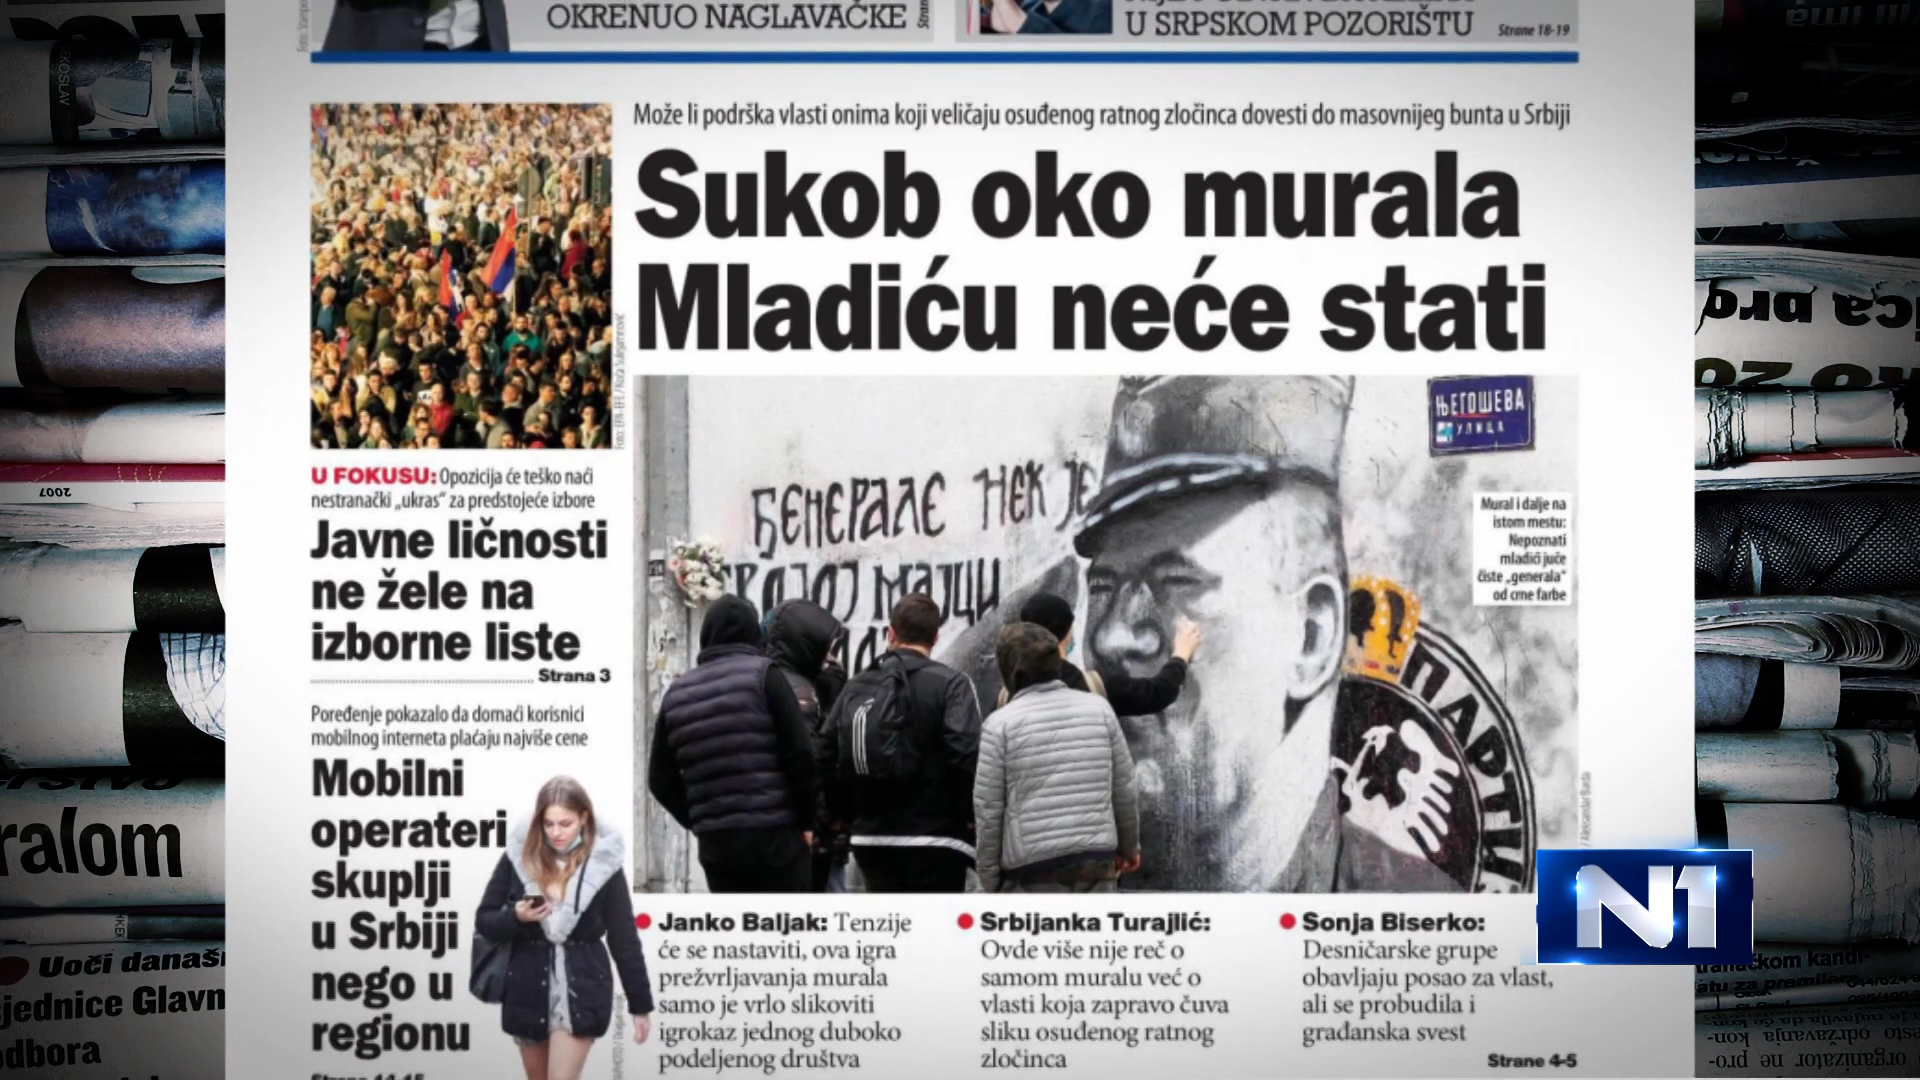 OKRENUO NAGLAVAČKE
U SRPSKOM POZORIŠTU
Strane 18-19
Može li podrška vlasti onima koji veličaju osuđenog ratnog zločinca dovesti do masovnijeg bunta u Srbiji
Sukob oko murala
Mladiću neće stati
U FOKUSU: Opozicija će teško naći
nestranački „ukras“ za predstojeće izbore
Javne ličnosti
ne žele na
izborne liste
Strana 3
Poređenje pokazalo da domaći korisnici
mobilnog interneta plaćaju najviše cene
Mobilni
operateri
skuplji
u Srbiji
nego u
regionu
ЊЕГОШЕВА
УЛИЦА
ЂЕНЕРАЛЕ НЕК ЈЕ
МАЈЦИ
ПАРТИ
Mural i dalje na
istom mestu:
Nepoznati
mladići juče
čiste „generala“
od crne farbe
Janko Baljak: Tenzije
će se nastaviti, ova igra
prežvrljavanja murala
samo je vrlo slikoviti
igrokaz jednog duboko
podeljenog društva
Srbijanka Turajlić:
Ovde više nije reč o
samom muralu već o
vlasti koja zapravo čuva
sliku osuđenog ratnog
zločinca
Sonja Biserko:
Desničarske grupe
obavljaju posao za vlast,
ali se probudila i
građanska svest
Strane 4-5
N1
2007
ralom
Uoči
jednice Glavn
odbora